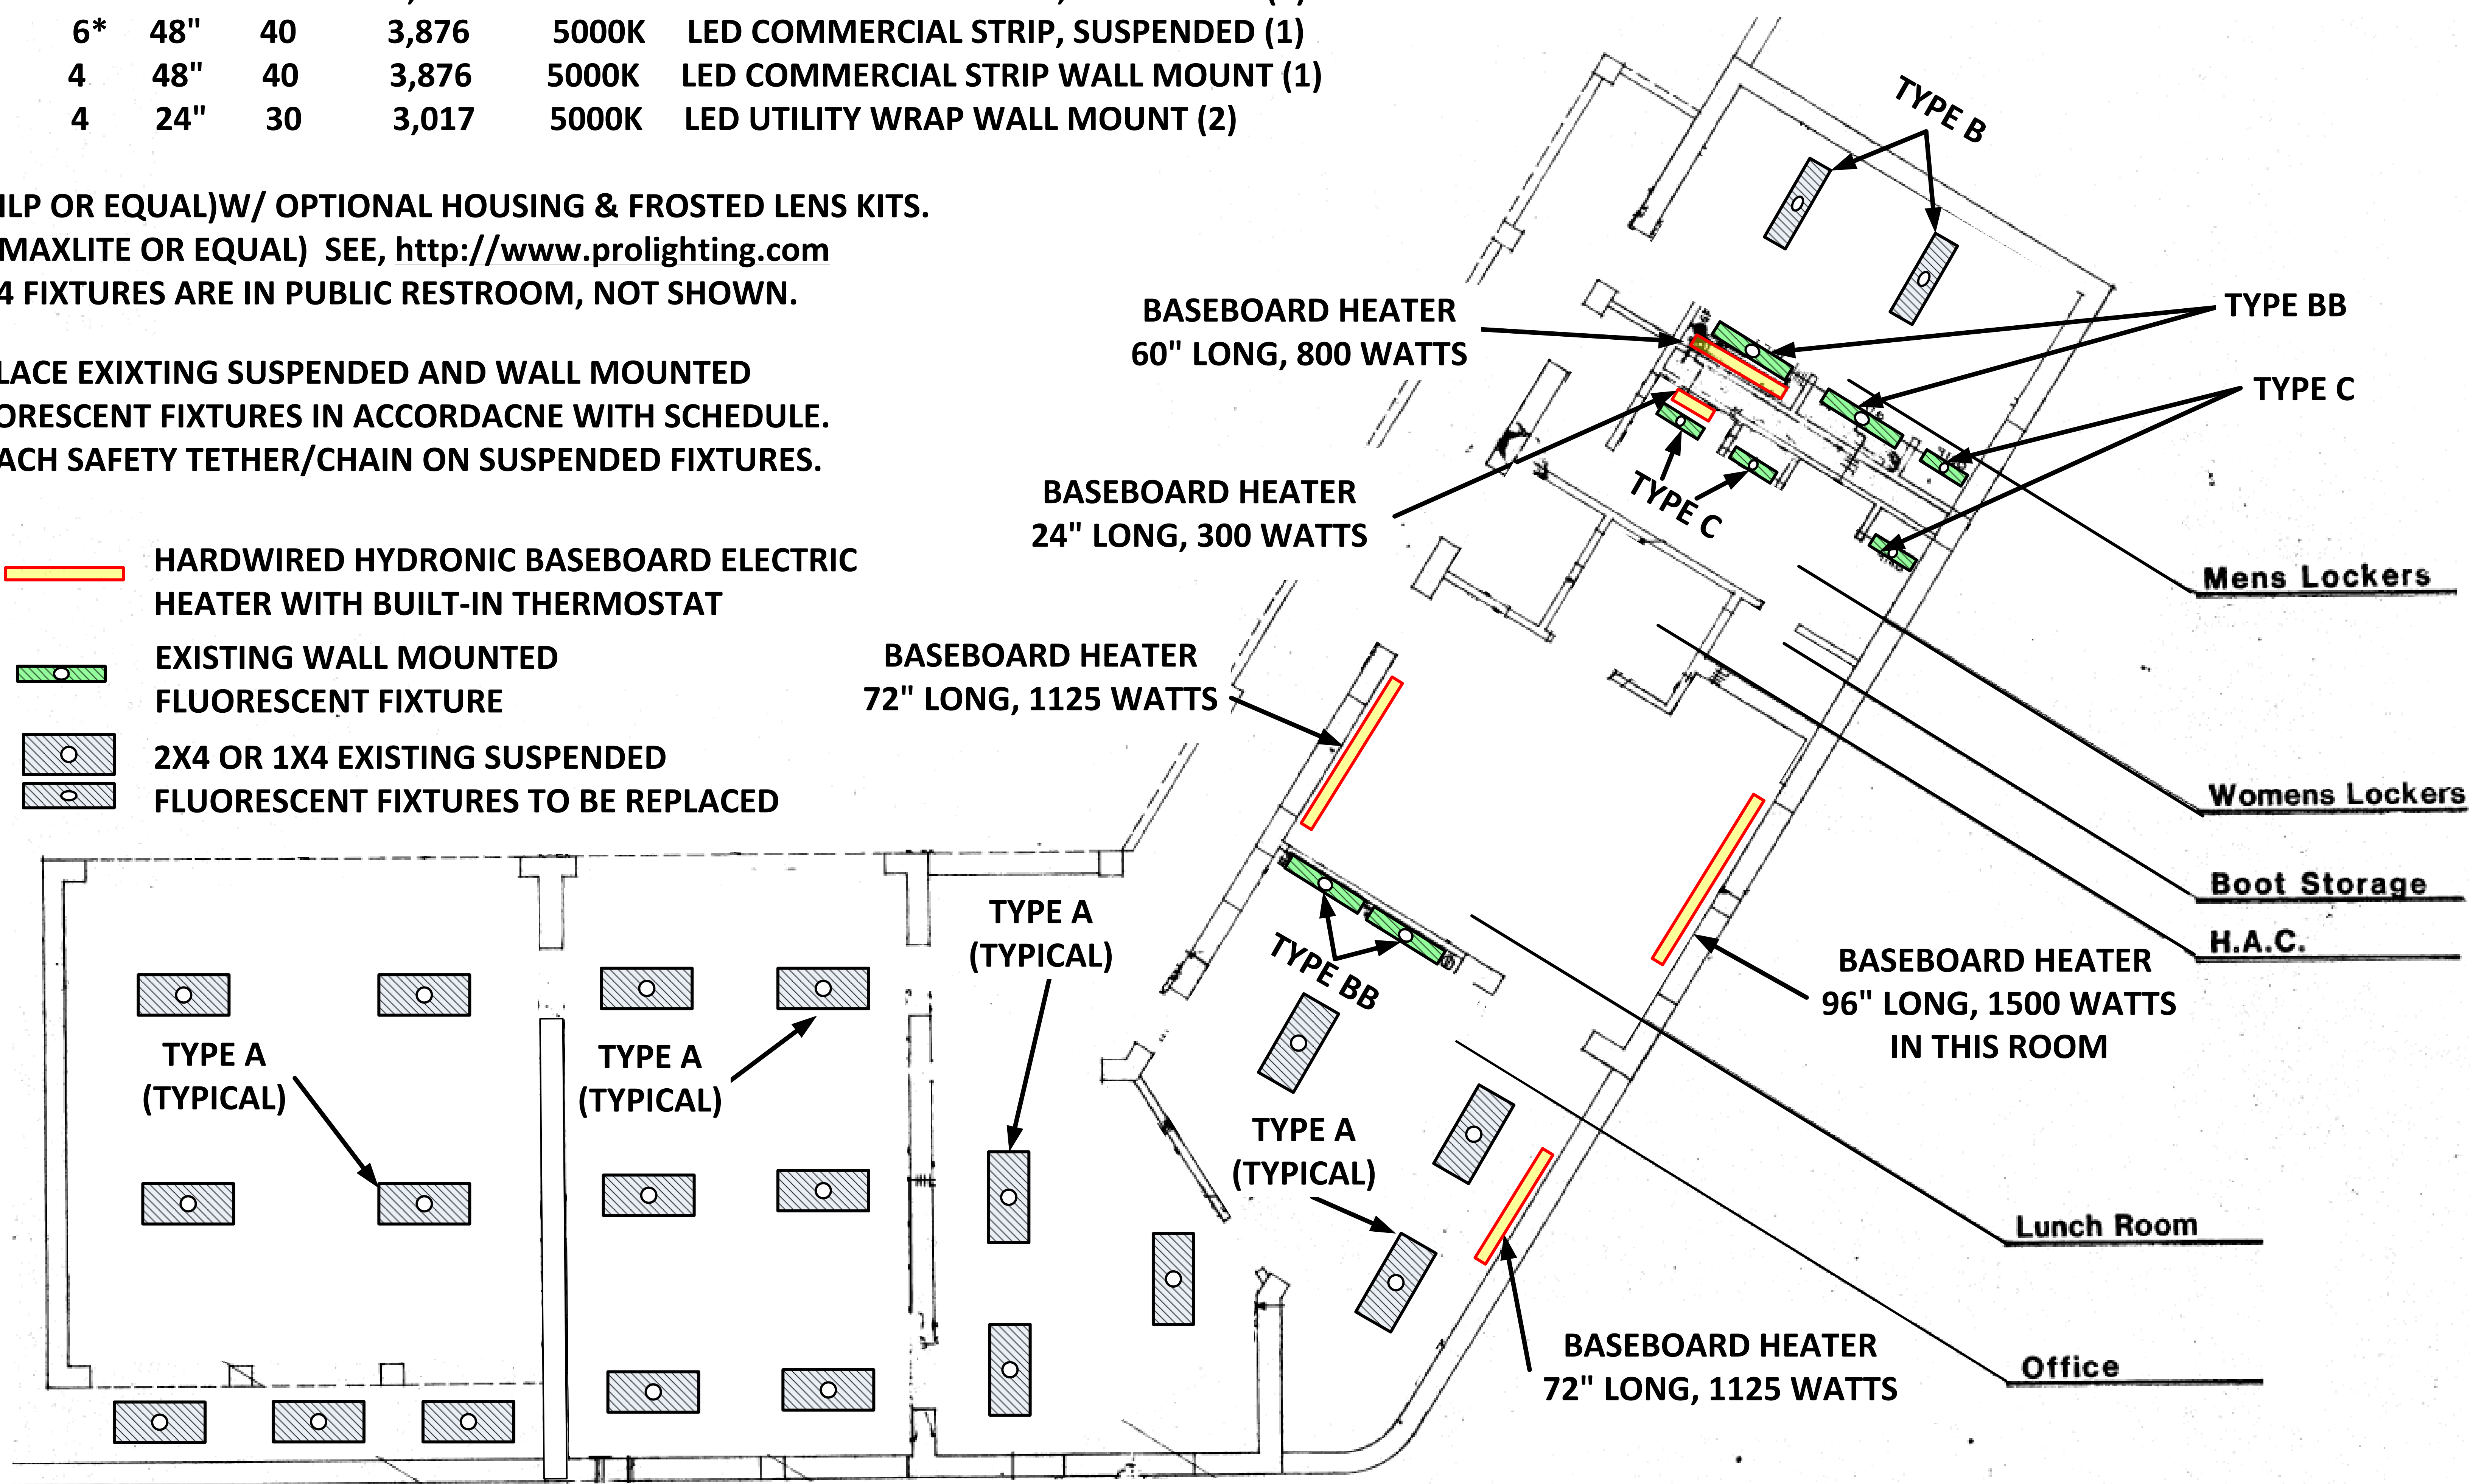 6* 48" 40 3,876 5000K LED COMMERCIAL STRIP, SUSPENDED (1)
4 48" 40 3,876 5000K LED COMMERCIAL STRIP WALL MOUNT (1)
4 24" 30 3,017 5000K LED UTILITY WRAP WALL MOUNT (2)
ILP OR EQUAL)W/ OPTIONAL HOUSING & FROSTED LENS KITS.
MAXLITE OR EQUAL) SEE, http://www.prolighting.com
4 FIXTURES ARE IN PUBLIC RESTROOM, NOT SHOWN.
LACE EXIXTING SUSPENDED AND WALL MOUNTED
ORESCENT FIXTURES IN ACCORDACNE WITH SCHEDULE.
ACH SAFETY TETHER/CHAIN ON SUSPENDED FIXTURES.
HARDWIRED HYDRONIC BASEBOARD ELECTRIC
HEATER WITH BUILT-IN THERMOSTAT
EXISTING WALL MOUNTED
FLUORESCENT FIXTURE
2X4 OR 1X4 EXISTING SUSPENDED
FLUORESCENT FIXTURES TO BE REPLACED
TYPE B
BASEBOARD HEATER
60" LONG, 800 WATTS
TYPE BB
TYPE C
BASEBOARD HEATER
24" LONG, 300 WATTS
TYPE C
Mens Lockers
BASEBOARD HEATER
72" LONG, 1125 WATTS
Womens Lockers
Boot Storage
H.A.C.
TYPE A
(TYPICAL)
TYPE BB
BASEBOARD HEATER
96" LONG, 1500 WATTS
IN THIS ROOM
TYPE A
(TYPICAL)
TYPE A
(TYPICAL)
TYPE A
(TYPICAL)
Lunch Room
BASEBOARD HEATER
72" LONG, 1125 WATTS
Office